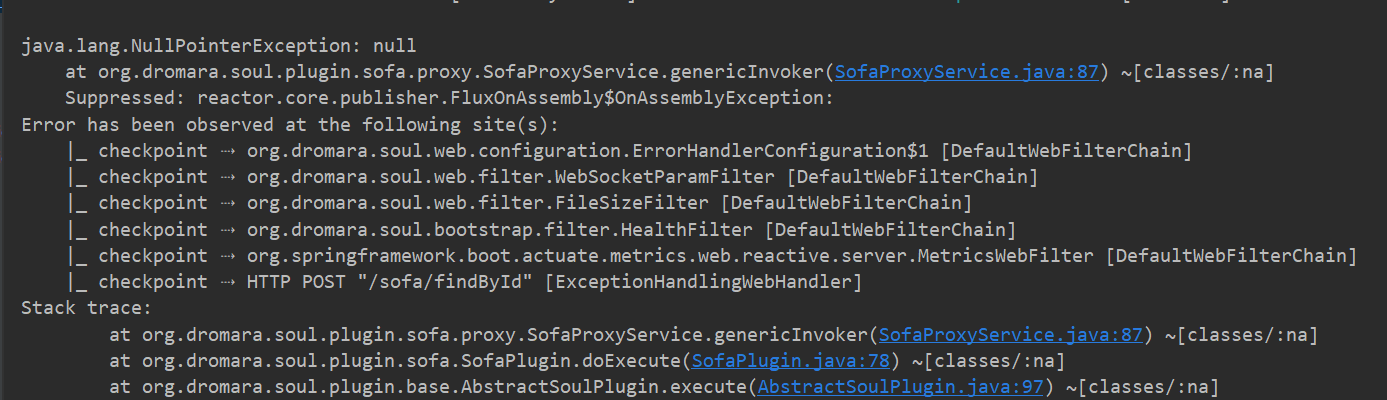 java.lang.NullPointerException: null
at org.dromara.soul.plugin.sofa.proxy.SofaProxyService.genericInvoker(SofaProxyService.java:87) ~[classes/:na]
Suppressed: reactor.core.publisher.FluxOnAssembly$OnAssemblyException:
Error has been observed at the following site(s):
|_ checkpoint ⇢ org.dromara.soul.web.configuration.ErrorHandlerConfiguration$1 [DefaultWebFilterChain]
|_ checkpoint ⇢ org.dromara.soul.web.filter.WebSocketParamFilter [DefaultWebFilterChain]
|_ checkpoint ⇢ org.dromara.soul.web.filter.FileSizeFilter [DefaultWebFilterChain]
|_ checkpoint ⇢ org.dromara.soul.bootstrap.filter.HealthFilter [DefaultWebFilterChain]
|_ checkpoint ⇢ org.springframework.boot.actuate.metrics.web.reactive.server.MetricsWebFilter [DefaultWebFilterChain]
|_ checkpoint ⇢ HTTP POST "/sofa/findById" [ExceptionHandlingWebHandler]
Stack trace:
at org.dromara.soul.plugin.sofa.proxy.SofaProxyService.genericInvoker(SofaProxyService.java:87) ~[classes/:na]
at org.dromara.soul.plugin.sofa.SofaPlugin.doExecute(SofaPlugin.java:78) ~[classes/:na]
at org.dromara.soul.plugin.base.AbstractSoulPlugin.execute(AbstractSoulPlugin.java:97) ~[classes/:na]